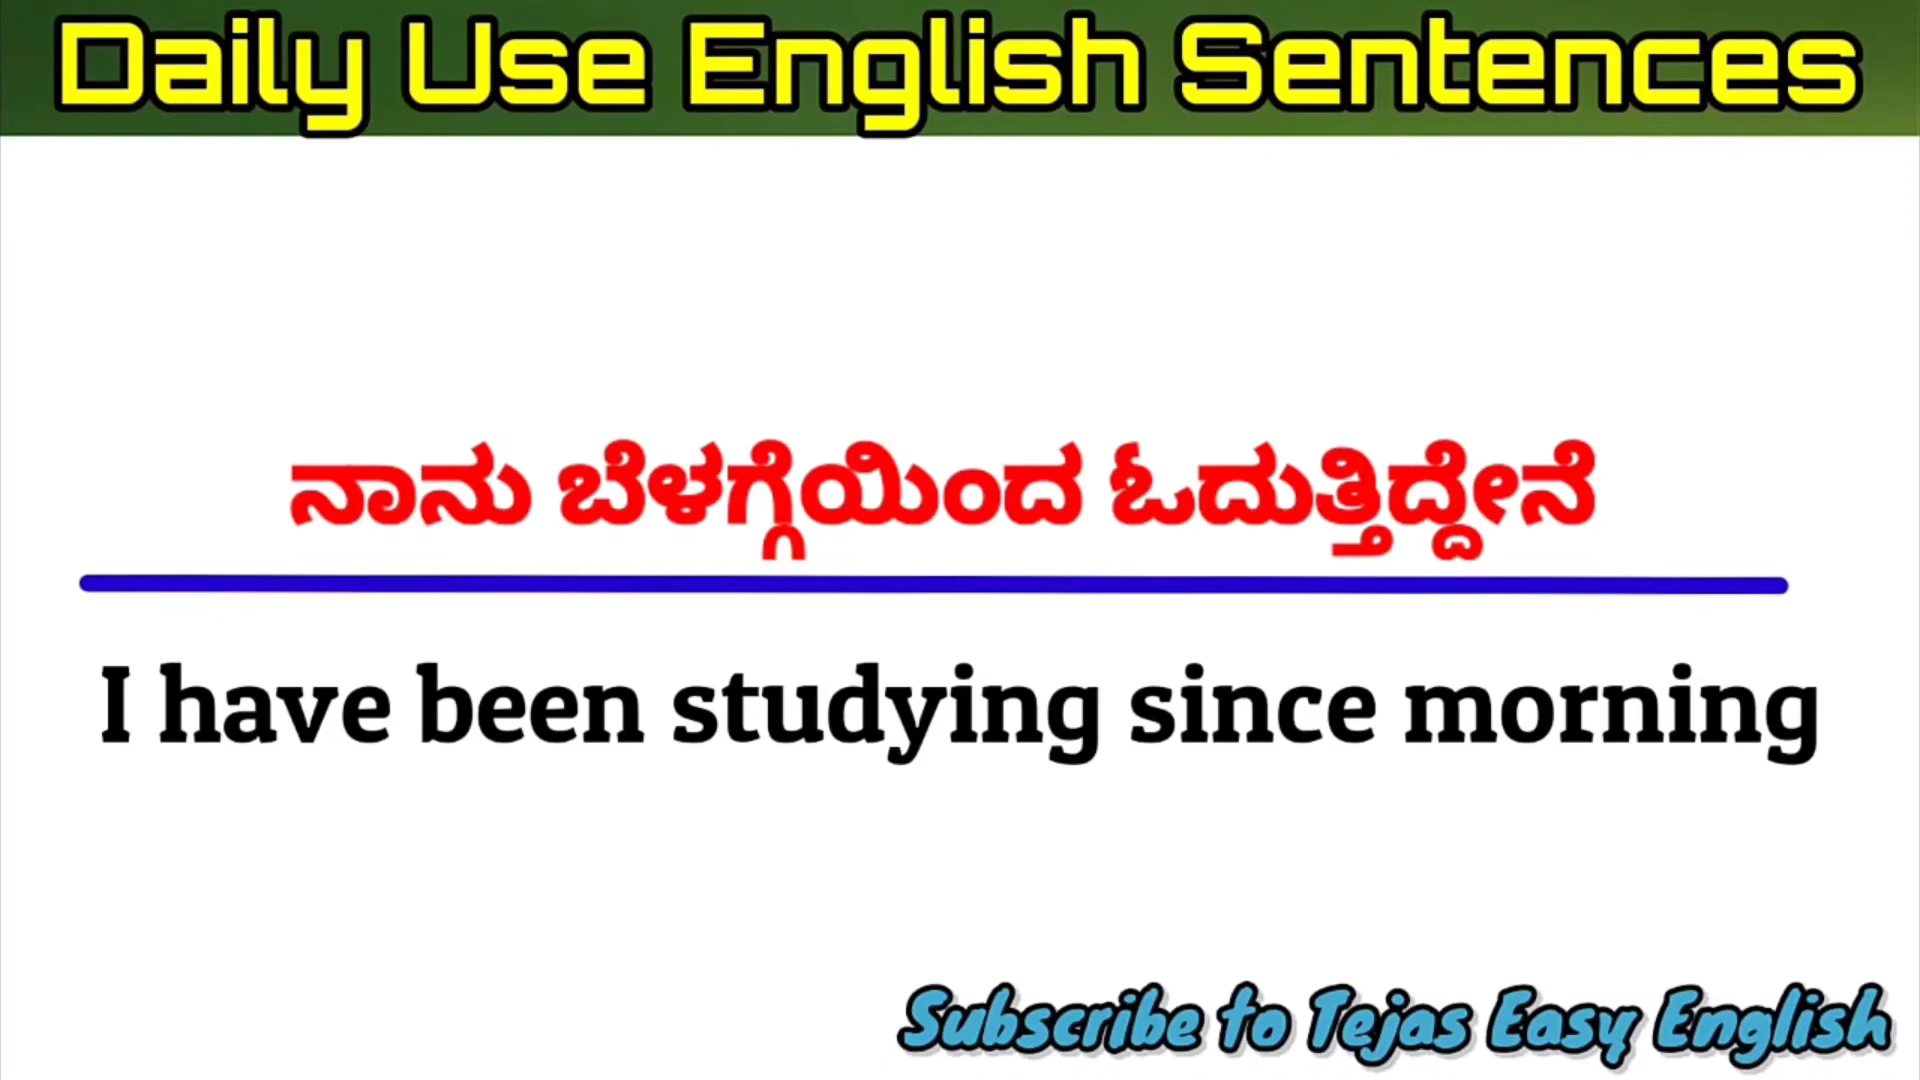 Daily Use English Sentences
ನಾನು ಬೆಳಗ್ಗೆಯಿಂದ ಓದುತ್ತಿದ್ದೇನೆ
I have been studying since morning
Subscribe to Tejas Easy English